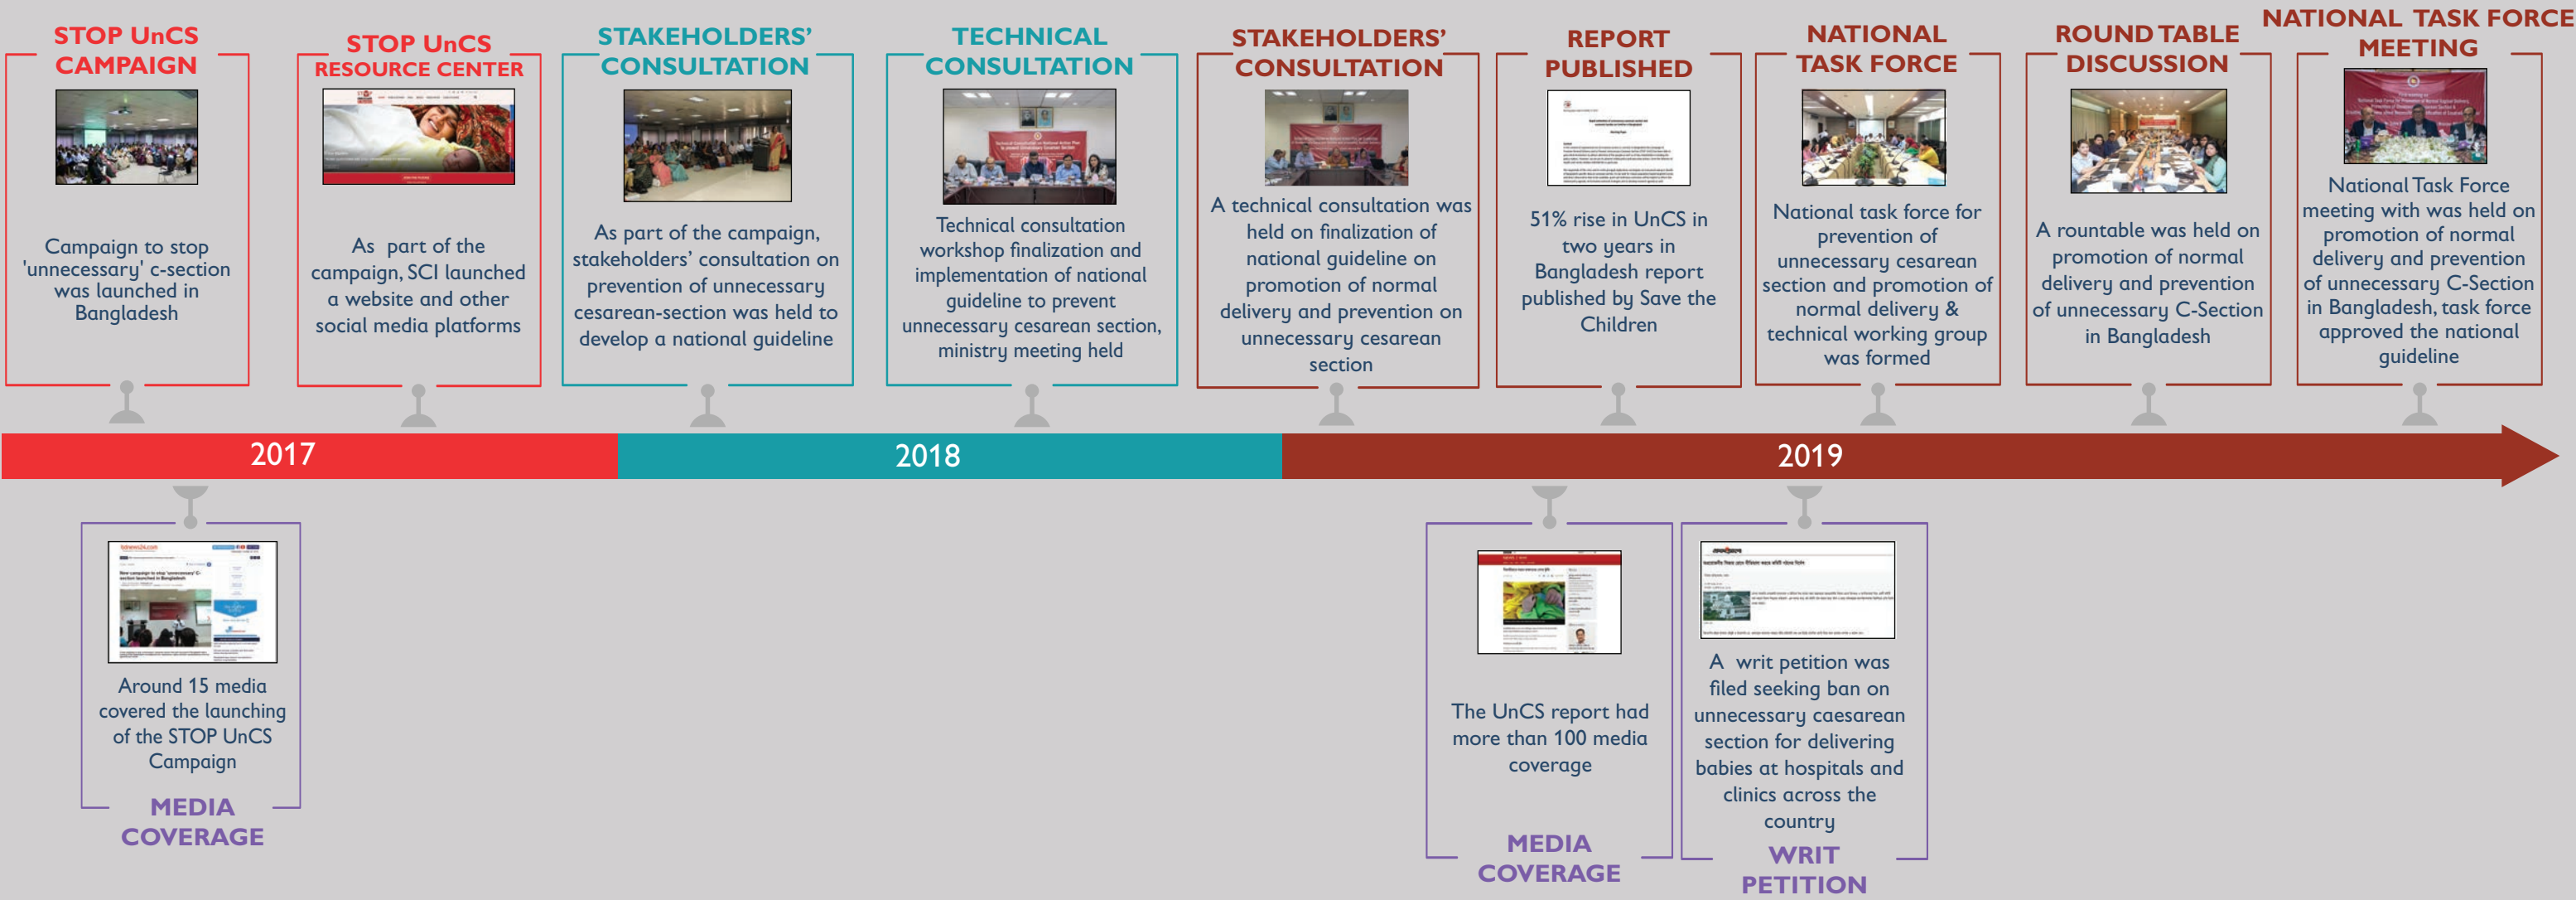 STOP UnCS
CAMPAIGN
Campaign to stop
'unnecessary' c-section
was launched in
Bangladesh
STOP UnCS
RESOURCE CENTER
As part of the
campaign, SCI launched
a website and other
social media platforms
STAKEHOLDERS'
CONSULTATION
As part of the campaign,
stakeholders' consultation on
prevention of unnecessary
cesarean-section was held to
develop a national guideline
TECHNICAL
CONSULTATION
Technical consultation
workshop finalization and
implementation of national
guideline to prevent
unnecessary cesarean section,
ministry meeting held
STAKEHOLDERS'
CONSULTATION
A technical consultation was
held on finalization of
national guideline on
promotion of normal
delivery and prevention on
unnecessary cesarean
section
REPORT
PUBLISHED
51% rise in UnCS in
two years in
Bangladesh report
published by Save the
Children
NATIONAL
TASK FORCE
National task force for
prevention of
unnecessary cesarean
section and promotion of
normal delivery &
technical working group
was formed
ROUND TABLE
DISCUSSION
A rountable was held on
promotion of normal
delivery and prevention
of unnecessary C-Section
in Bangladesh
NATIONAL TASK FORCE
MEETING
National Task Force
meeting with was held on
promotion of normal
delivery and prevention
of unnecessary C-Section
in Bangladesh, task force
approved the national
guideline
2017
2018
2019
bdnews24.com
New campaign to stop 'unnecessary' C-
section launched in Bangladesh
Around 15 media
covered the launching
of the STOP UnCS
Campaign
MEDIA
COVERAGE
The UnCS report had
more than 100 media
coverage
MEDIA
COVERAGE
A writ petition was
filed seeking ban on
unnecessary caesarean
section for delivering
babies at hospitals and
clinics across the
country
WRIT
PETITION